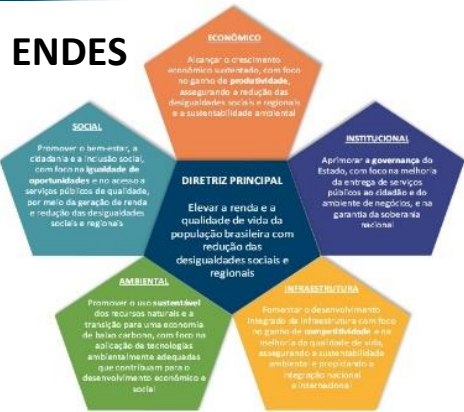 ENDES
ECONÔMICO
Alcançar o crescimento
econômico sustentado, com foco
no ganho de produtividade,
assegurando a redução das
desigualdades sociais e regionais
e a sustentabilidade ambiental
SOCIAL
Promover o bem-estar, a
cidadania e a inclusão social,
com foco na igualdade de
oportunidades e no acesso a
serviços públicos de qualidade,
por meio da geração de renda
e redução das desigualdades
sociais e regionais
INSTITUCIONAL
Aprimorar a governança do
Estado, com foco na melhoria
da entrega de serviços
públicos ao cidadão e do
ambiente de negócios, e na
garantia da soberania
nacional
DIRETRIZ PRINCIPAL
Elevar a renda e a
qualidade de vida da
população brasileira com
redução das
desigualdades sociais e
regionais
AMBIENTAL
Promover o uso sustentável
dos recursos naturais e a
transição para uma economia
de baixo carbono, com foco na
aplicação de tecnologias
ambientalmente adequadas
que contribuam para o
desenvolvimento econômico e
social
INFRAESTRUTURA
Fomentar o desenvolvimento
integrado da infraestrutura com foco
no ganho de competitividade e na
melhoria da qualidade de vida,
assegurando a sustentabilidade
ambiental e propiciando a
integração nacional
e internacional